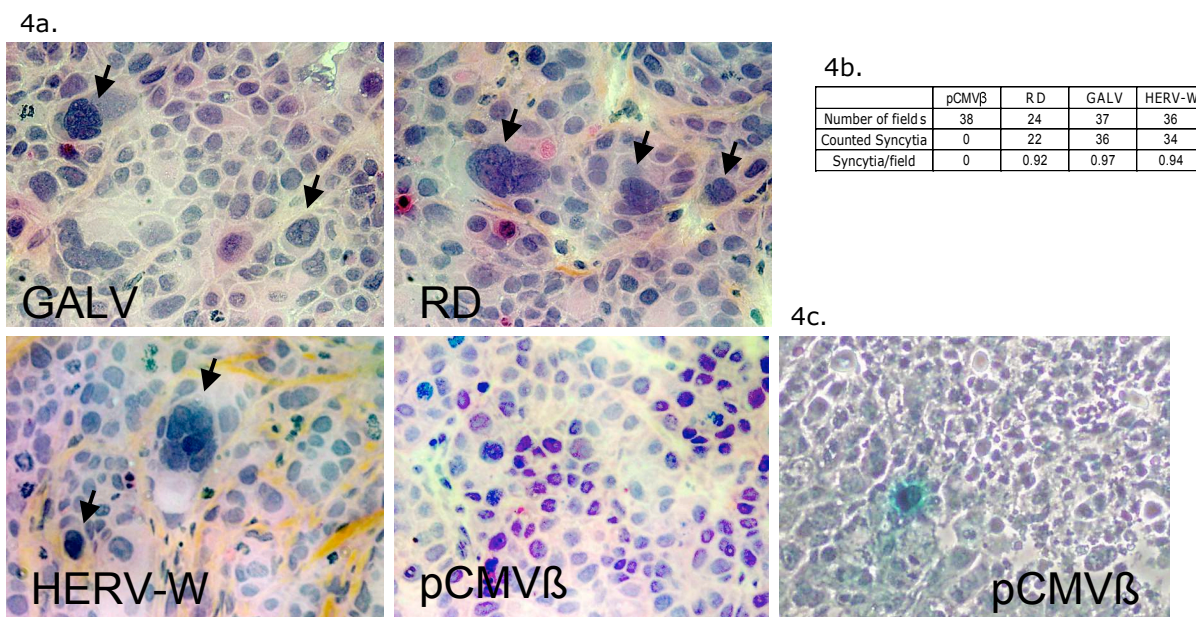 4a.
GALV
RD
HERV-W
pCMVß
4b.
pCMVβ RD GALV HERV-W
Number of fields 38 24 37 36
Counted Syncytia 0 22 36 34
Syncytia/field 0 0.92 0.97 0.94
4c.
pCMVß